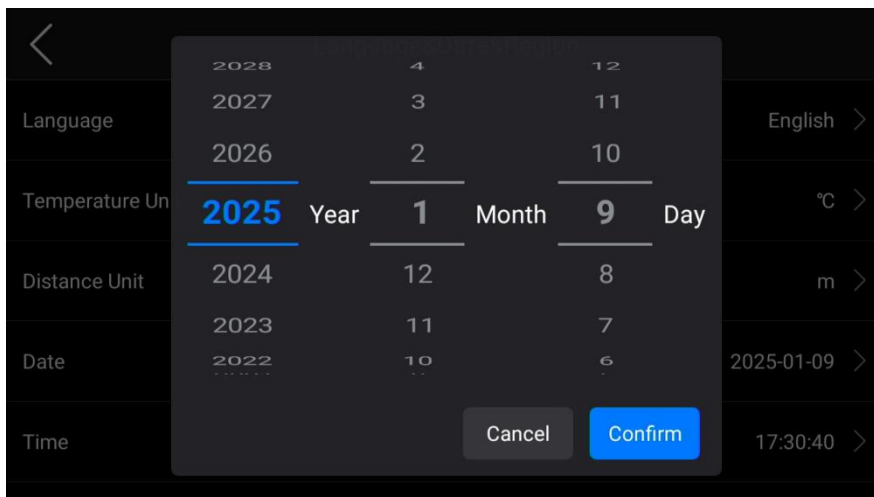 2028 4 12
2027 3 11
Language English
2026 2 10
Temperature Un ℃
2025 Year 1 Month 9 Day
Distance Unit 2024 12 8 m
2023 11 7
Date 2022 10 6 2025-01-09
Time Cancel Confirm 17:30:40